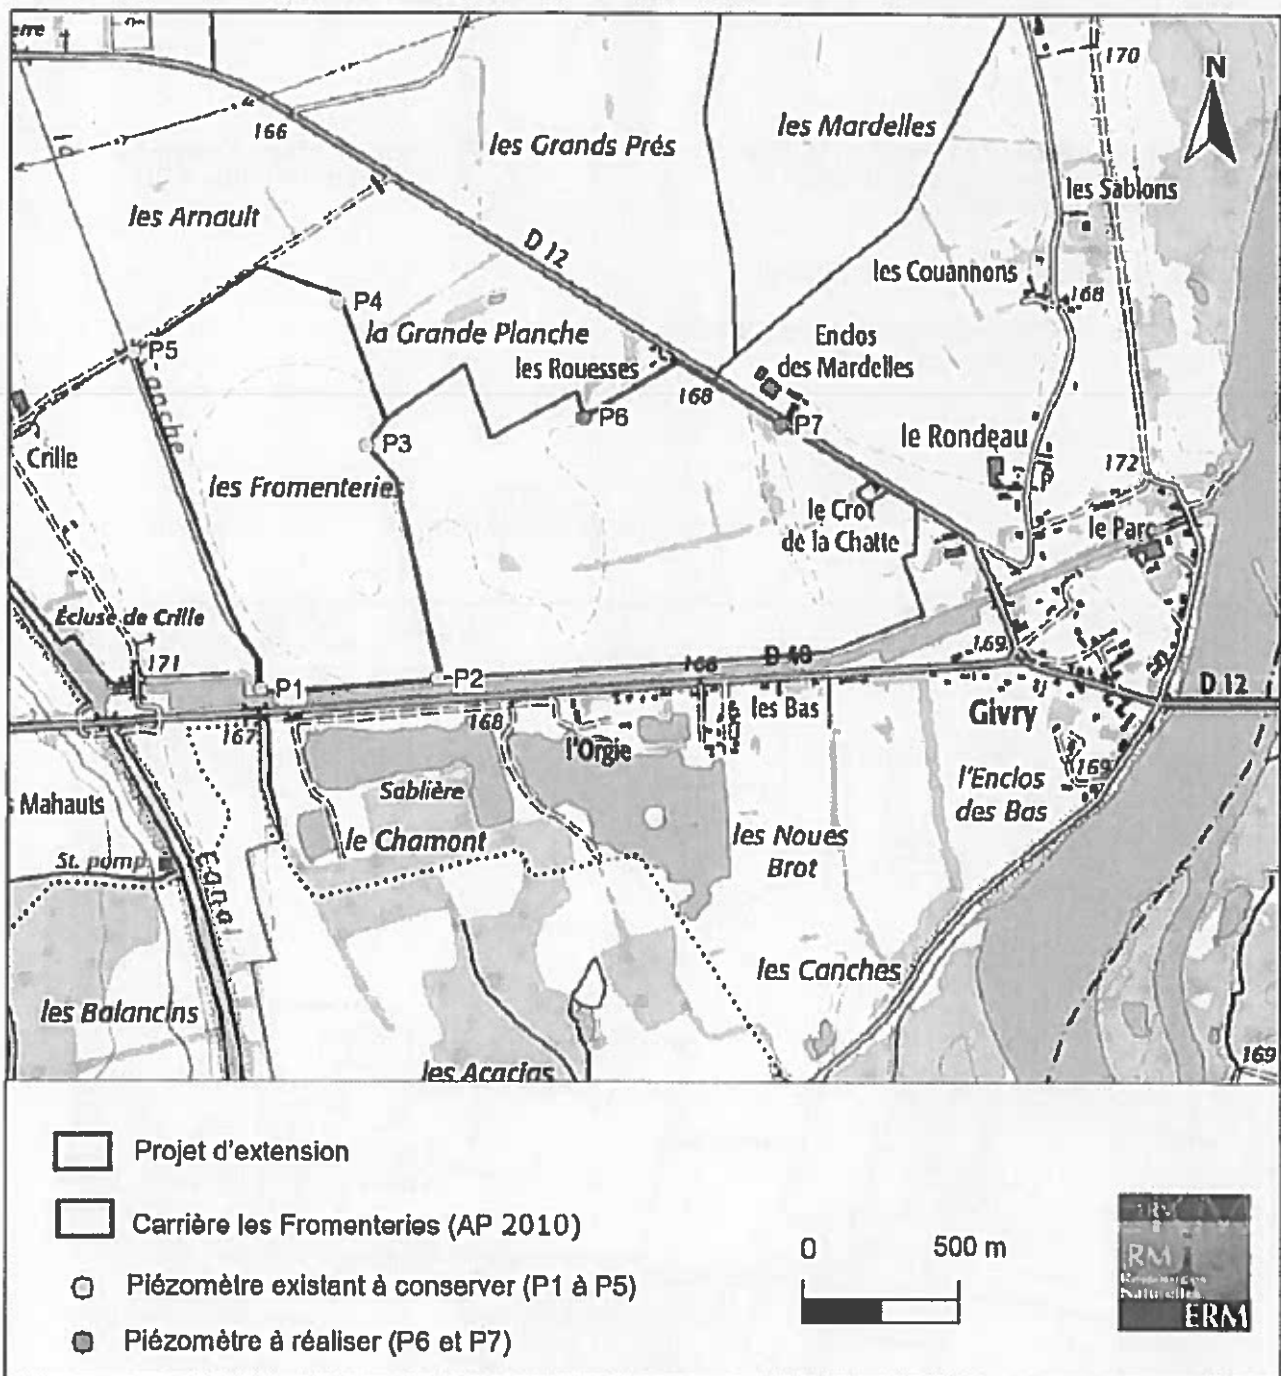 erre
170
N
166
les Grands Prés
les Mardelles
les Arnault
les Sablons
D 12
les Couannons
168
P4
la Grande Planche
P5
les Rouesses
Enclos
des Mardelles
168
P6
P7
anche
le Rondeau
P3
Crille
172
les Fromenteries
le Crot
de la Chatte
le Parc
Écluse de Crille
171
169
P1
P2
D 12
les Bas
Givry
167
168
l'Orgie
l'Enclos
des Bas
169
Sablière
Mahauts
le Chamont
les Noues
Brot
St. pomp.
Canal
les Canches
les Balancins
les Acacias
169
Projet d'extension
Carrière les Fromenteries (AP 2010)
Piézomètre existant à conserver (P1 à P5)
Piézomètre à réaliser (P6 et P7)
0 500 m
RM
Naturelles
ERM